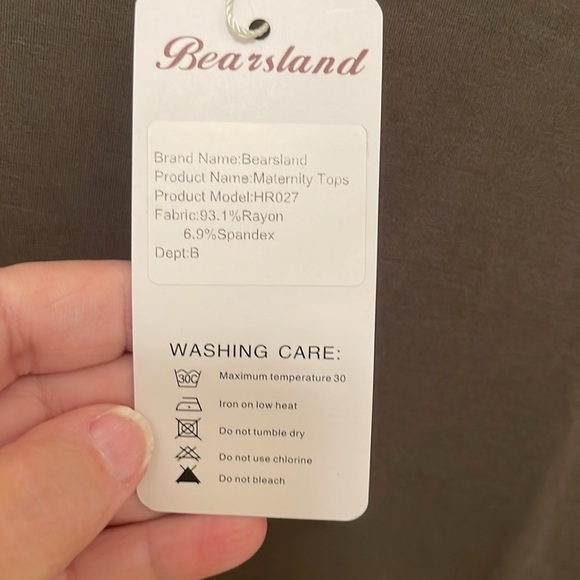 Bearsland
Brand Name:Bearsland
Product Name:Maternity Tops
Product Model:HR027
Fabric:93.1%Rayon
6.9%Spandex
Dept:B
WASHING CARE:
30C Maximum temperature 30
Iron on low heat
Do not tumble dry
Do not use chlorine
Do not bleach